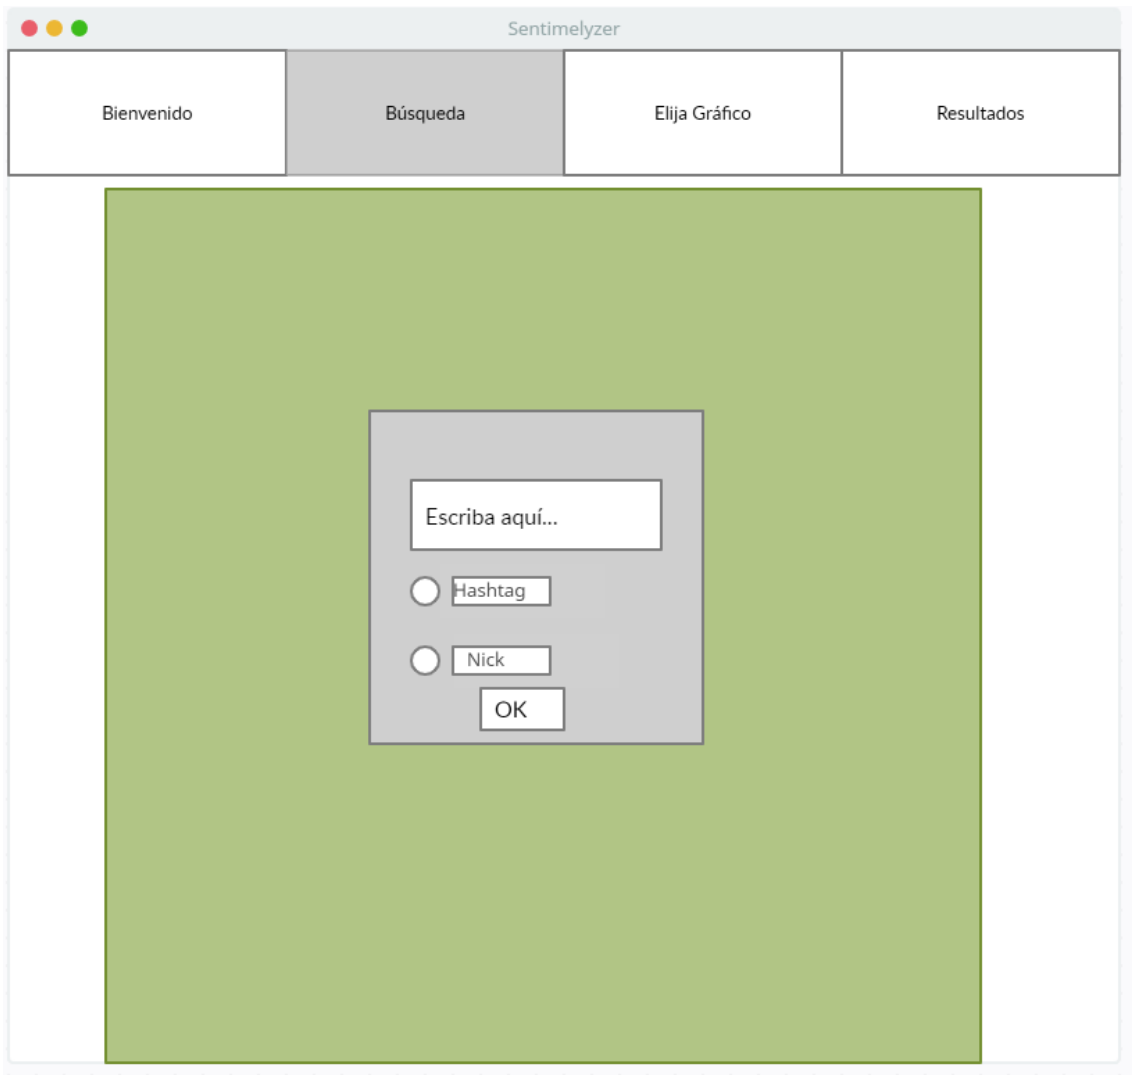 Sentimelyzer
Bienvenido
Búsqueda
Elija Gráfico
Resultados
Escriba aquí...
Hashtag
Nick
OK